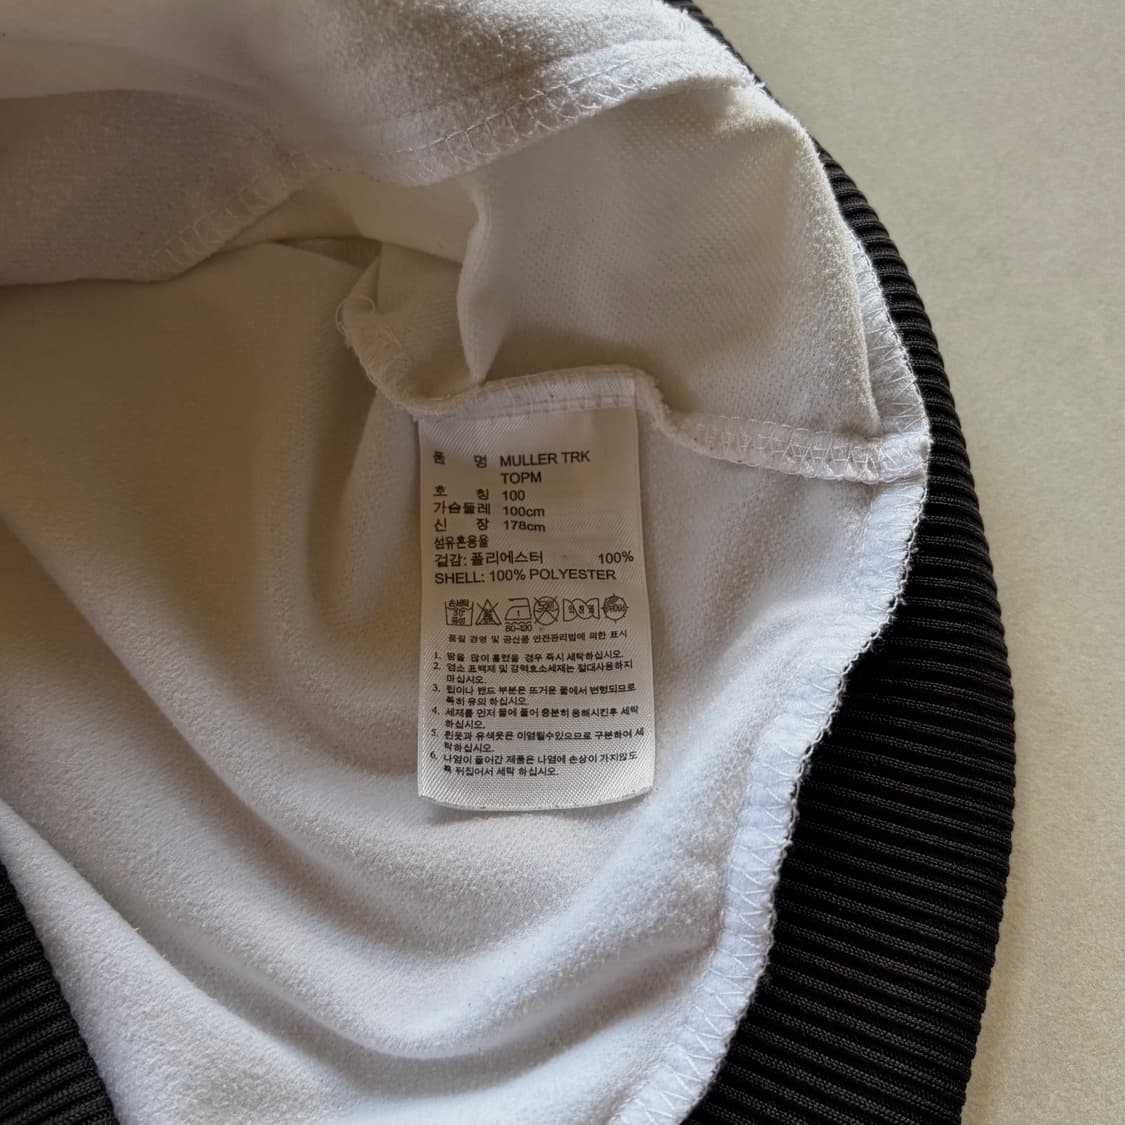 품 명 MULLER TRK
TOPM
호 칭 100
가슴둘레 100cm
신 장 178cm
섬유혼용율
겉감: 폴리에스터 100%
SHELL: 100% POLYESTER
손세탁
30
중성
80~120
품질 경영 및 공산품 안전관리법에 의한 표시
1. 땀을 많이 흘렸을 경우 즉시 세탁하십시오.
2. 염소 표백제 및 강력효소세제는 절대사용하지
마십시오.
3. 립이나 밴드 부분은 뜨거운 물에서 변형되므로
특히 유의 하십시오.
4. 세제를 먼저 물에 풀어 충분히 용해시킨후 세탁
하십시오.
5. 흰옷과 유색옷은 이염될수있으므로 구분하여 세
탁하십시오.
6. 나염이 들어간 제품은 나염에 손상이 가지않도
록 뒤집어서 세탁 하십시오.